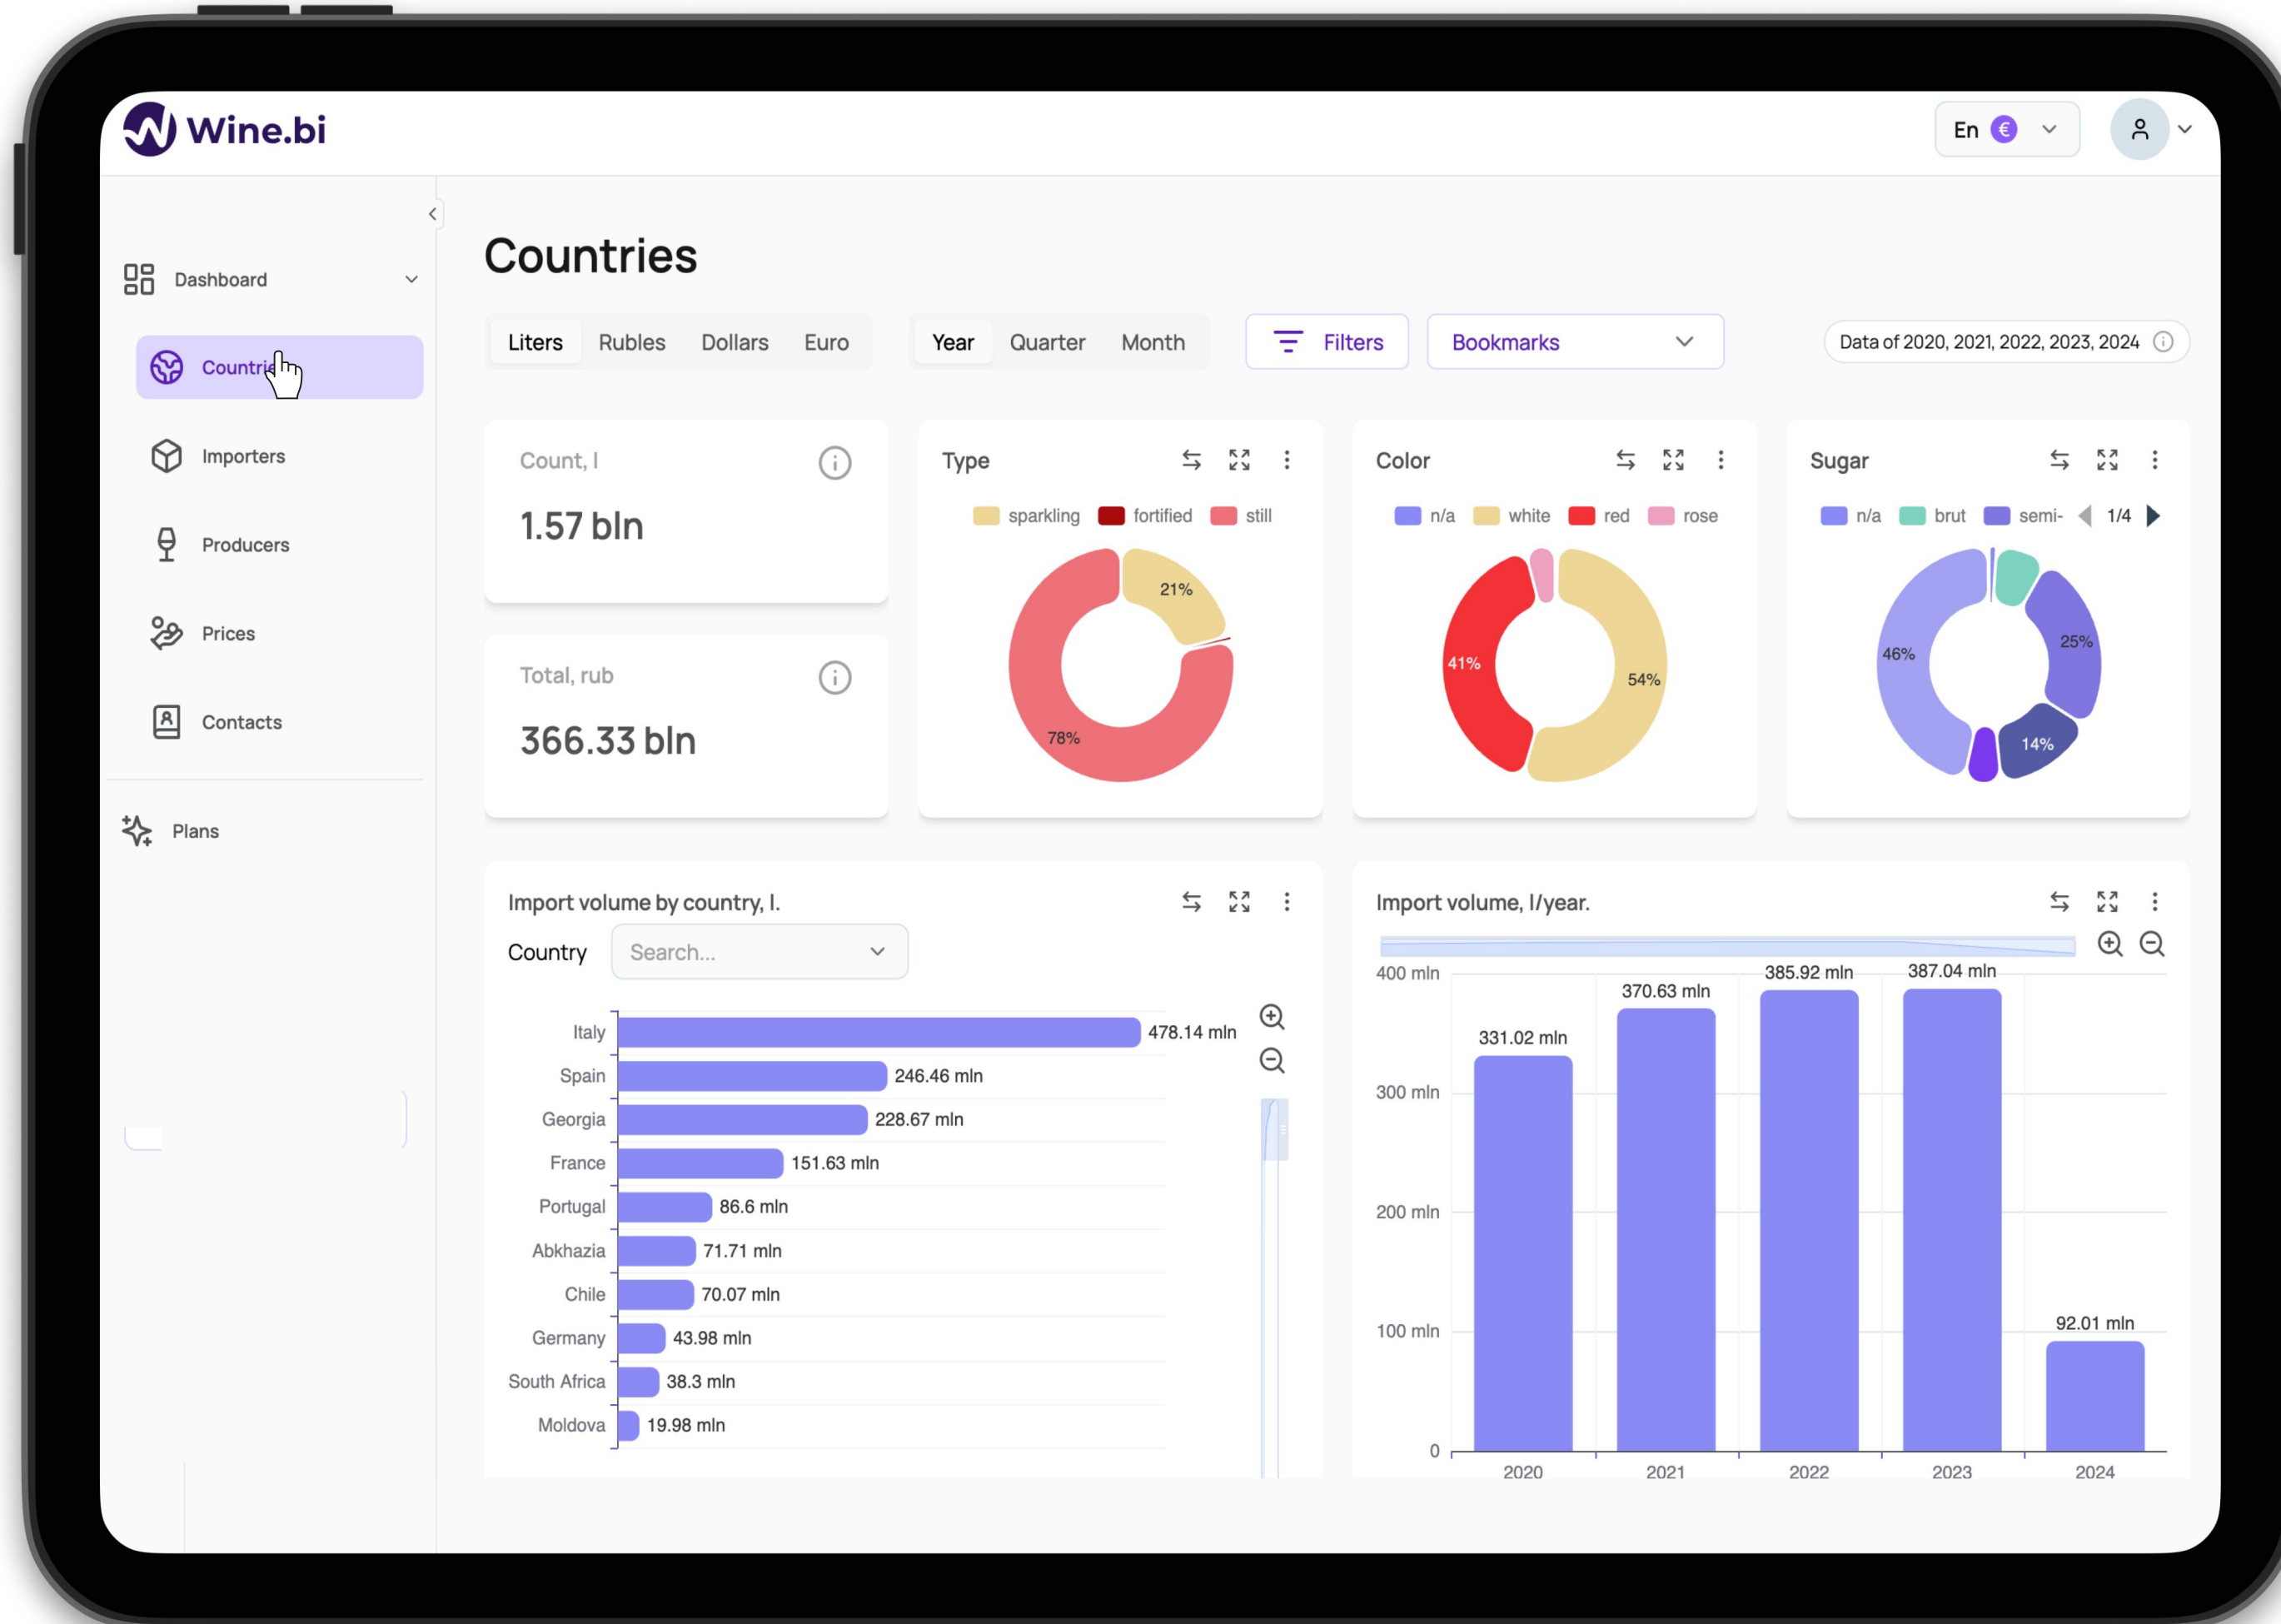 Wine.bi
En €
Dashboard
Countries
Importers
Producers
Prices
Contacts
Plans
Countries
Liters Rubles Dollars Euro
Year Quarter Month
Filters
Bookmarks
Data of 2020, 2021, 2022, 2023, 2024
Count, l
1.57 bln
Total, rub
366.33 bln
Type
sparkling fortified still
21%
78%
Color
n/a white red rose
41%
54%
Sugar
n/a brut semi- 1/4
46%
25%
14%
Import volume by country, l.
Country Search...
Italy 478.14 mln
Spain 246.46 mln
Georgia 228.67 mln
France 151.63 mln
Portugal 86.6 mln
Abkhazia 71.71 mln
Chile 70.07 mln
Germany 43.98 mln
South Africa 38.3 mln
Moldova 19.98 mln
Import volume, l/year.
400 mln
300 mln
200 mln
100 mln
0
331.02 mln
370.63 mln
385.92 mln
387.04 mln
92.01 mln
2020 2021 2022 2023 2024